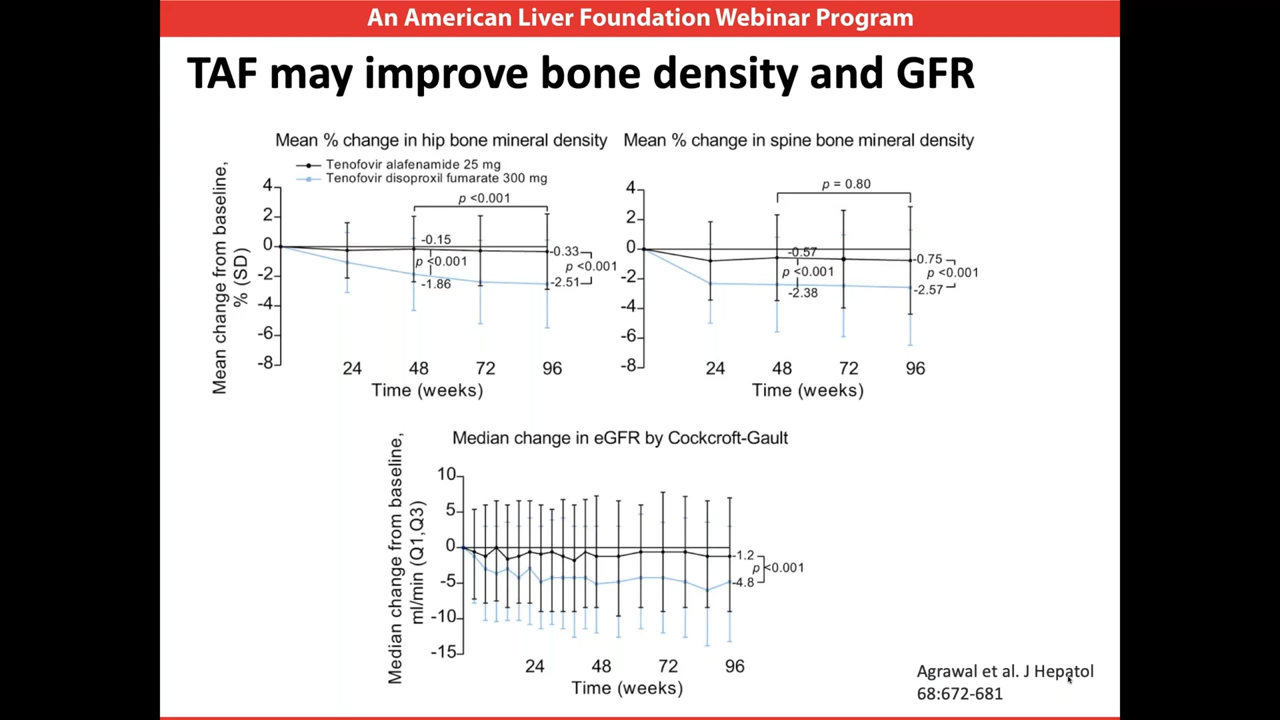 An American Liver Foundation Webinar Program
TAF may improve bone density and GFR
Mean % change in hip bone mineral density
Tenofovir alafenamide 25 mg
Tenofovir disoproxil fumarate 300 mg
Mean change from baseline,
% (SD)
4
2
0
-2
-4
-6
-8
p <0.001
-0.15
p <0.001
-1.86
-0.33
p <0.001
-2.51
24 48 72 96
Time (weeks)
Mean % change in spine bone mineral density
4
2
0
-2
-4
-6
-8
p = 0.80
-0.57
p <0.001
-2.38
-0.75
p <0.001
-2.57
24 48 72 96
Time (weeks)
Median change in eGFR by Cockcroft-Gault
Median change from baseline,
ml/min (Q1,Q3)
10
5
0
-5
-10
-15
-1.2
p <0.001
-4.8
24 48 72 96
Time (weeks)
Agrawal et al. J Hepatol
68:672-681